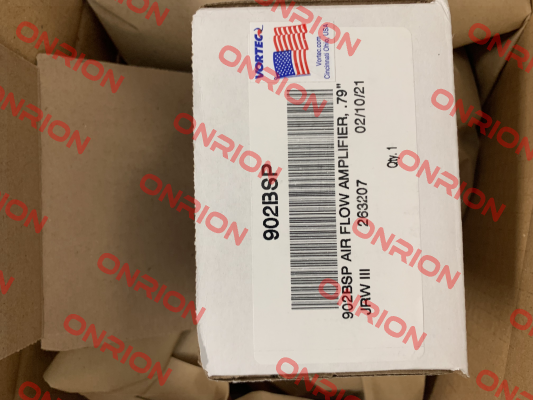 VORTEC
Vortec.com
Cincinnati Ohio, USA
902BSP
902BSP AIR FLOW AMPLIFIER, .79"
JRW III 263207 02/10/21
Qty. 1
ONRION
ONRION
ONRION
ONRION
ONRION
ONRION
ONRION
ONRION
ONRION
ONRION
ONRION
ONRION
ONRION